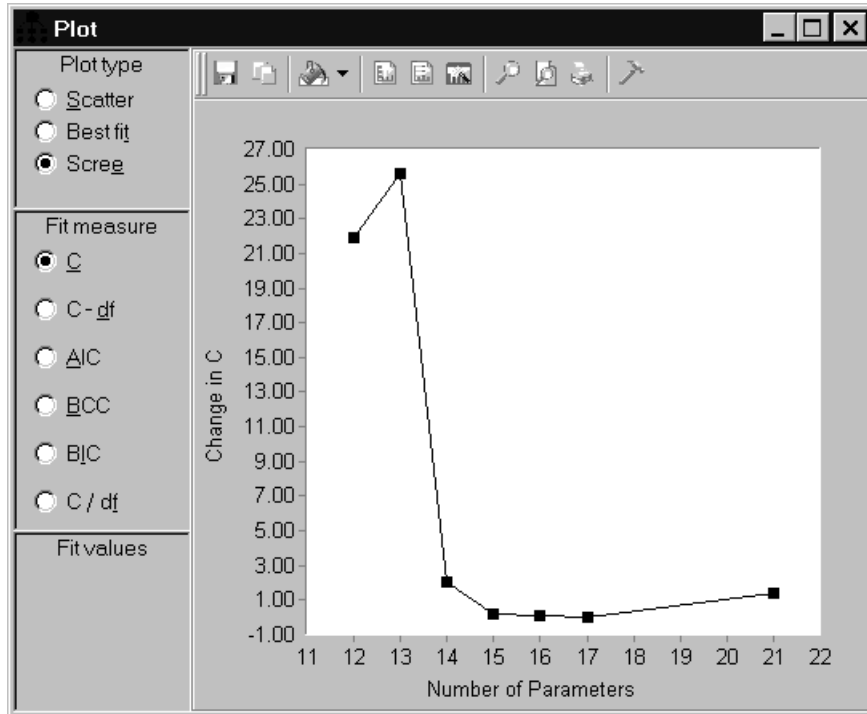 Plot
Plot type
Scatter
Best fit
Scree
Fit measure
C
C - df
AIC
BCC
BIC
C / df
Fit values
27.00
25.00
23.00
21.00
19.00
17.00
15.00
13.00
11.00
9.00
7.00
5.00
3.00
1.00
-1.00
Change in C
11 12 13 14 15 16 17 18 19 20 21 22
Number of Parameters